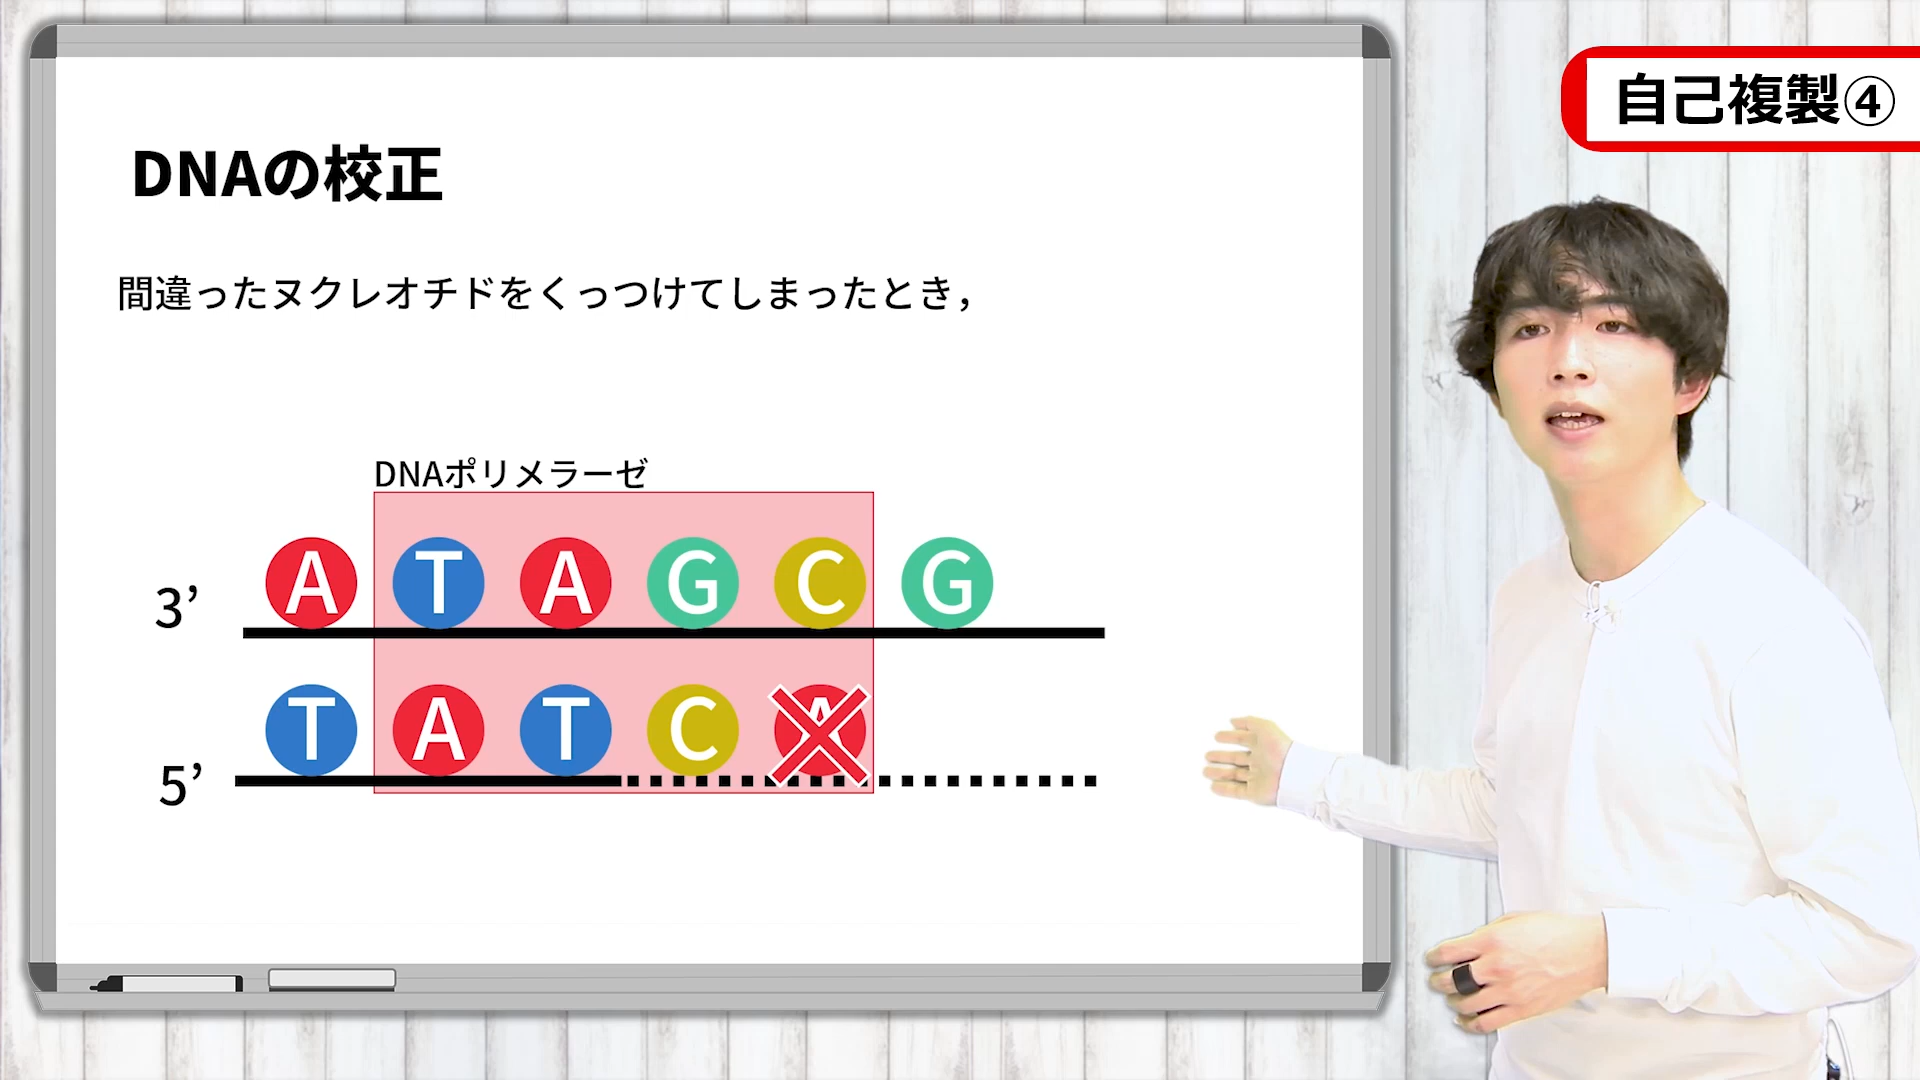 自己複製④
DNAの校正
間違ったヌクレオチドをくっつけてしまったとき，
DNAポリメラーゼ
3’ A T A G C G
5’ T A T C A